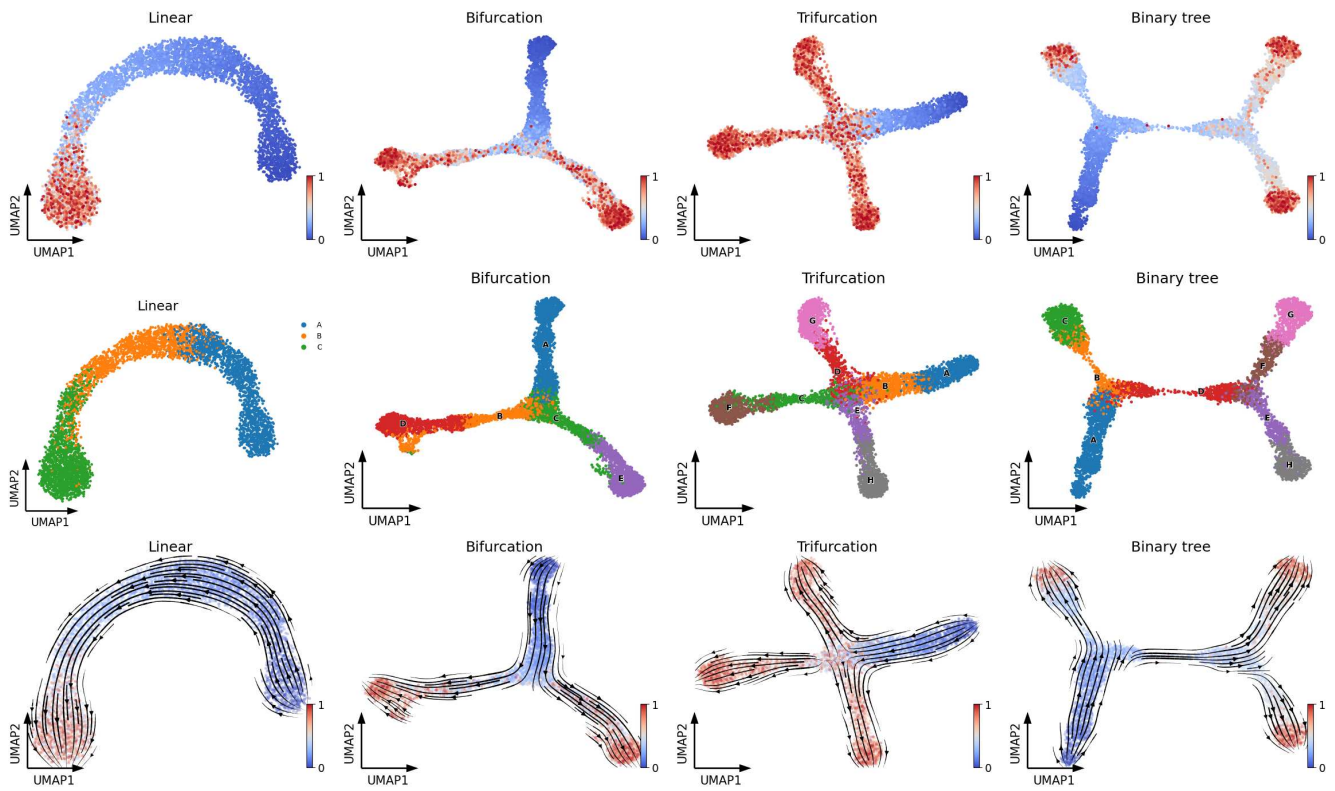 Linear
Bifurcation
Trifurcation
Binary tree
UMAP2
UMAP1
1
0
UMAP2
UMAP1
1
0
UMAP2
UMAP1
1
0
UMAP2
UMAP1
1
0
Linear
A
B
C
UMAP2
UMAP1
Bifurcation
A
B
C
D
E
UMAP2
UMAP1
Trifurcation
G
D
B
A
F
C
E
H
UMAP2
UMAP1
Binary tree
C
G
F
B
D
E
A
H
UMAP2
UMAP1
Linear
Bifurcation
Trifurcation
Binary tree
UMAP2
UMAP1
1
0
UMAP2
UMAP1
1
0
UMAP2
UMAP1
1
0
UMAP2
UMAP1
1
0